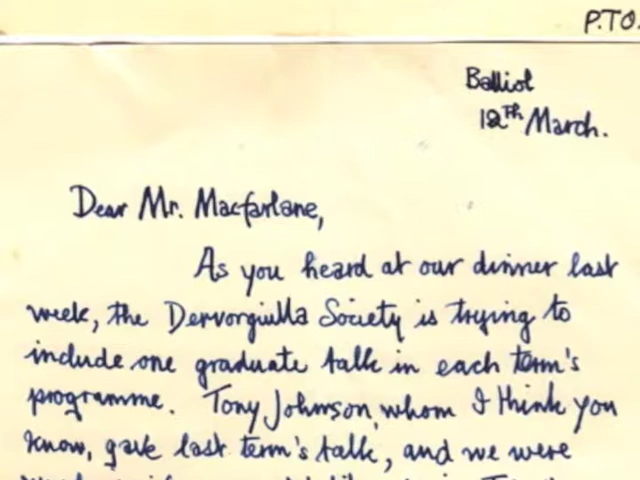 P.T.O.
Balliol
12th March.
Dear Mr. Macfarlane,
As you heard at our dinner last
week, the Dervorguilla Society is trying to
include one graduate talk in each term's
programme. Tony Johnson, whom I think you
know, gave last term's talk, and we were